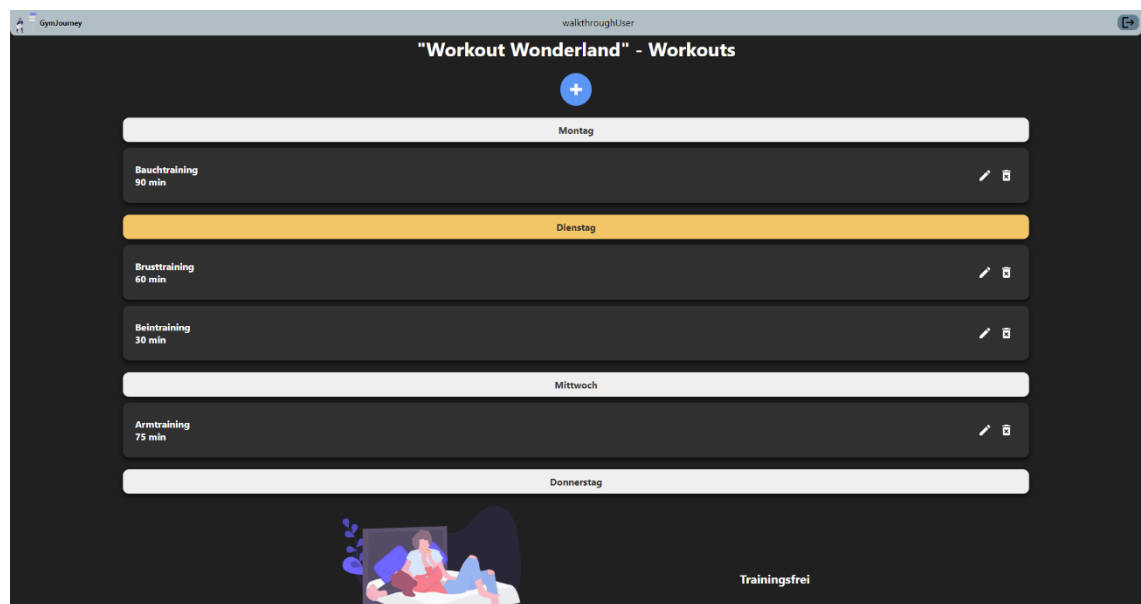 GymJourney
walkthroughUser
"Workout Wonderland" - Workouts
Montag
Bauchtraining
90 min
Dienstag
Brusttraining
60 min
Beintraining
30 min
Mittwoch
Armtraining
75 min
Donnerstag
Trainingsfrei